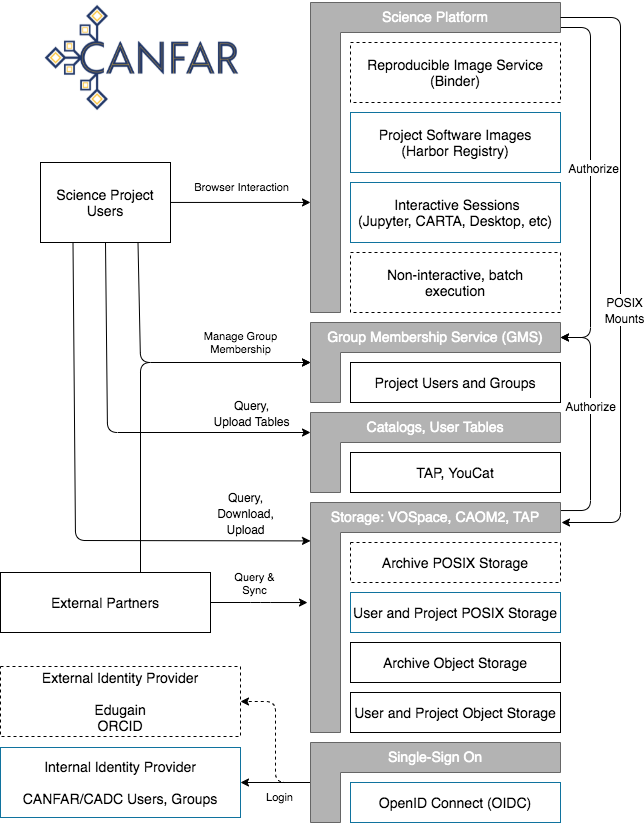 CANFAR
Science Platform
Reproducible Image Service
(Binder)
Project Software Images
(Harbor Registry)
Authorize
Science Project
Users
Browser Interaction
Interactive Sessions
(Jupyter, CARTA, Desktop, etc)
Non-interactive, batch
execution
POSIX
Mounts
Manage Group
Membership
Group Membership Service (GMS)
Project Users and Groups
Authorize
Query,
Upload Tables
Catalogs, User Tables
TAP, YouCat
Query,
Download,
Upload
Storage: VOSpace, CAOM2, TAP
Archive POSIX Storage
External Partners
Query &
Sync
User and Project POSIX Storage
Archive Object Storage
User and Project Object Storage
External Identity Provider
Edugain
ORCID
Internal Identity Provider
CANFAR/CADC Users, Groups
Login
Single-Sign On
OpenID Connect (OIDC)